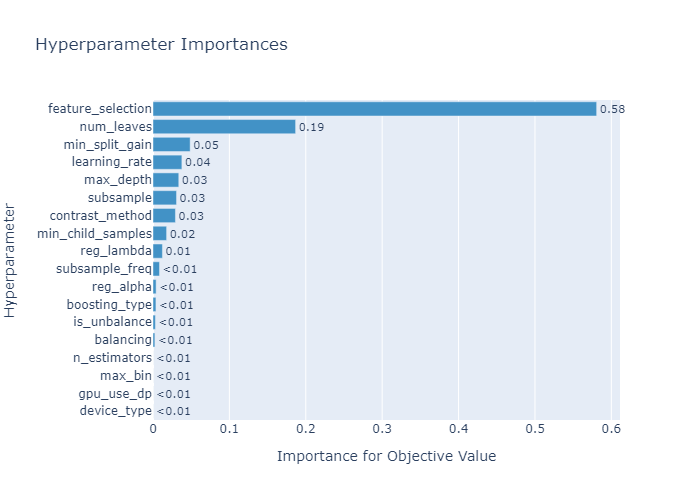 Hyperparameter Importances
Hyperparameter
feature_selection 0.58
num_leaves 0.19
min_split_gain 0.05
learning_rate 0.04
max_depth 0.03
subsample 0.03
contrast_method 0.03
min_child_samples 0.02
reg_lambda 0.01
subsample_freq <0.01
reg_alpha <0.01
boosting_type <0.01
is_unbalance <0.01
balancing <0.01
n_estimators <0.01
max_bin <0.01
gpu_use_dp <0.01
device_type <0.01
0 0.1 0.2 0.3 0.4 0.5 0.6
Importance for Objective Value